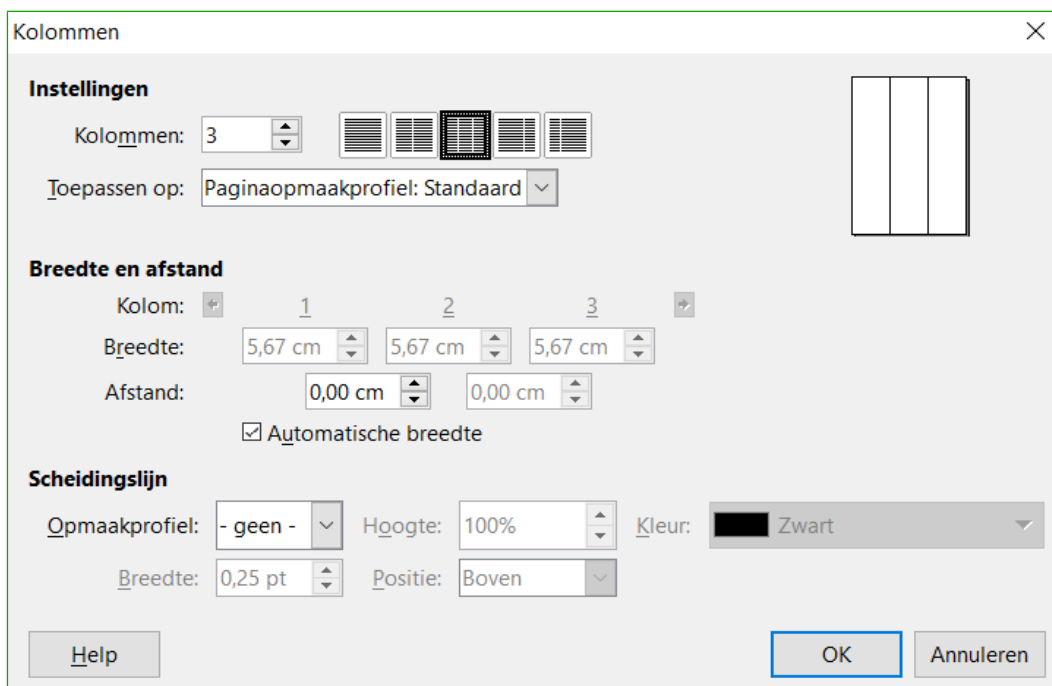 Kolommen
Instellingen
Kolommen: 3
Toepassen op: Paginaopmaakprofiel: Standaard
Breedte en afstand
Kolom: 1 2 3
Breedte: 5,67 cm 5,67 cm 5,67 cm
Afstand: 0,00 cm 0,00 cm
Automatische breedte
Scheidingslijn
Opmaakprofiel: - geen - Hoogte: 100% Kleur: Zwart
Breedte: 0,25 pt Positie: Boven
Help OK Annuleren